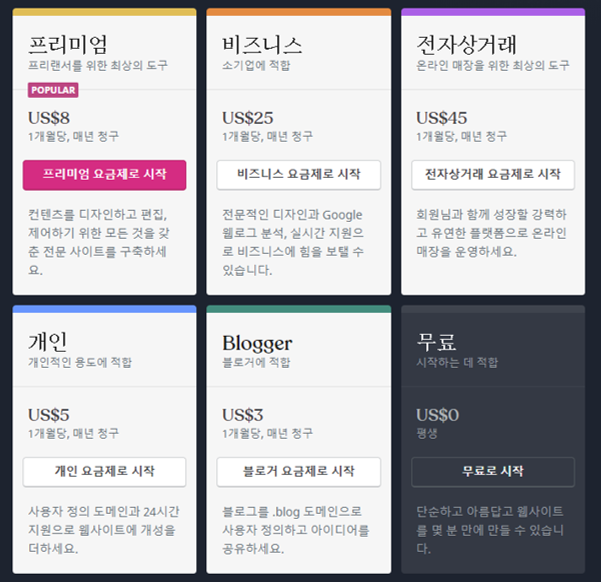 프리미엄
프리랜서를 위한 최상의 도구
POPULAR
US$8
1개월당, 매년 청구
프리미엄 요금제로 시작
컨텐츠를 디자인하고 편집,
제어하기 위한 모든 것을 갖
춘 전문 사이트를 구축하세
요.
비즈니스
소기업에 적합
US$25
1개월당, 매년 청구
비즈니스 요금제로 시작
전문적인 디자인과 Google
웹로그 분석, 실시간 지원으
로 비즈니스에 힘을 보탤 수
있습니다.
전자상거래
온라인 매장을 위한 최상의 도구
US$45
1개월당, 매년 청구
전자상거래 요금제로 시작
회원님과 함께 성장할 강력하
고 유연한 플랫폼으로 온라인
매장을 운영하세요.
개인
개인적인 용도에 적합
US$5
1개월당, 매년 청구
개인 요금제로 시작
사용자 정의 도메인과 24시간
지원으로 웹사이트에 개성을
더하세요.
Blogger
블로거에 적합
US$3
1개월당, 매년 청구
블로거 요금제로 시작
블로그를 .blog 도메인으로
사용자 정의하고 아이디어를
공유하세요.
무료
시작하는 데 적합
US$0
평생
무료로 시작
단순하고 아름답고 웹사이트
를 몇 분 만에 만들 수 있습니
다.